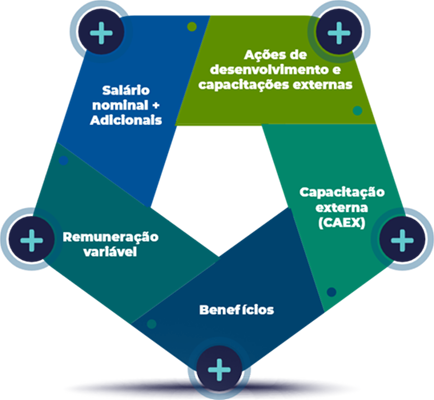 Ações de
desenvolvimento e
capacitações externas
Salário
nominal +
Adicionais
Capacitação
externa
(CAEX)
Remuneração
variável
Benefícios